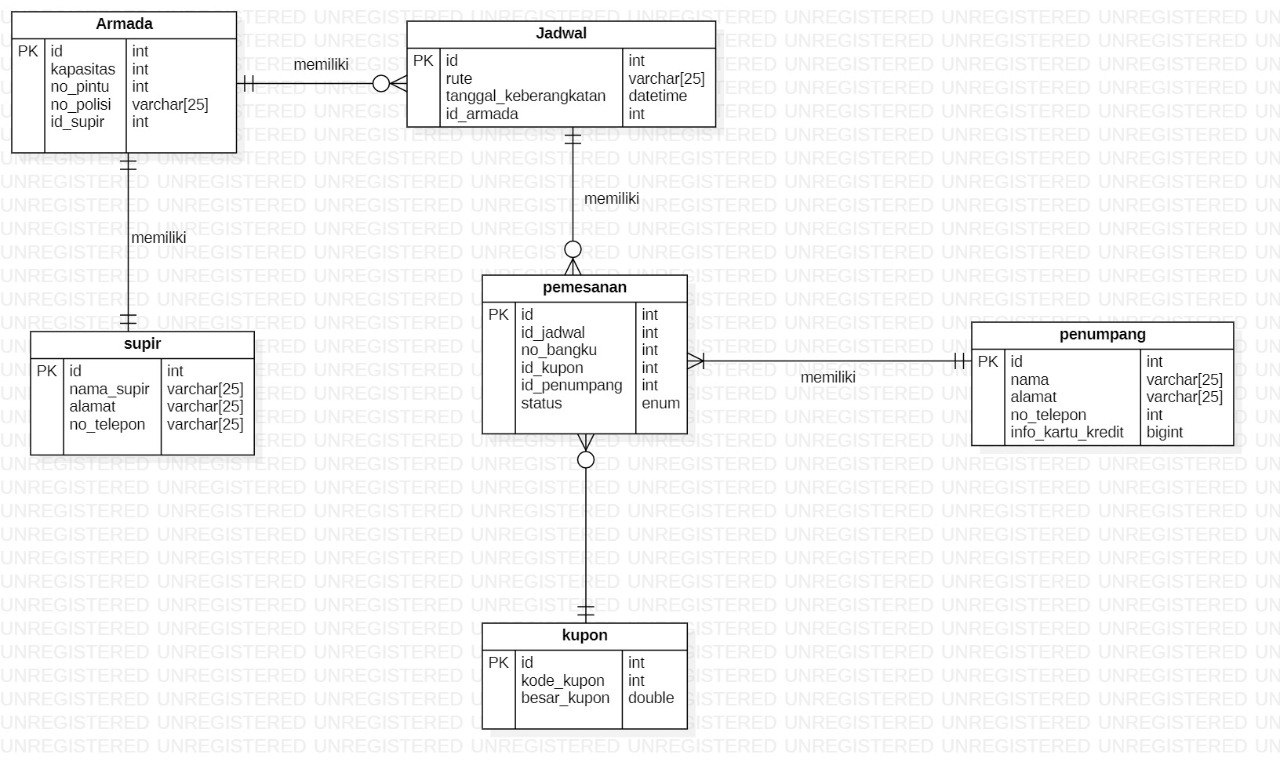 Armada
PK id int
kapasitas int
no_pintu int
no_polisi varchar[25]
id_supir int
memiliki
Jadwal
PK id int
rute varchar[25]
tanggal_keberangkatan datetime
id_armada int
memiliki
memiliki
pemesanan
PK id int
id_jadwal int
no_bangku int
id_kupon int
id_penumpang int
status enum
memiliki
penumpang
PK id int
nama varchar[25]
alamat varchar[25]
no_telepon int
info_kartu_kredit bigint
supir
PK id int
nama_supir varchar[25]
alamat varchar[25]
no_telepon varchar[25]
kupon
PK id int
kode_kupon int
besar_kupon double
UNREGISTERED UNREGISTERED UNREGISTERED UNREGISTERED UNREGISTERED UNREGISTERED UNREGISTERED UNREGISTERED